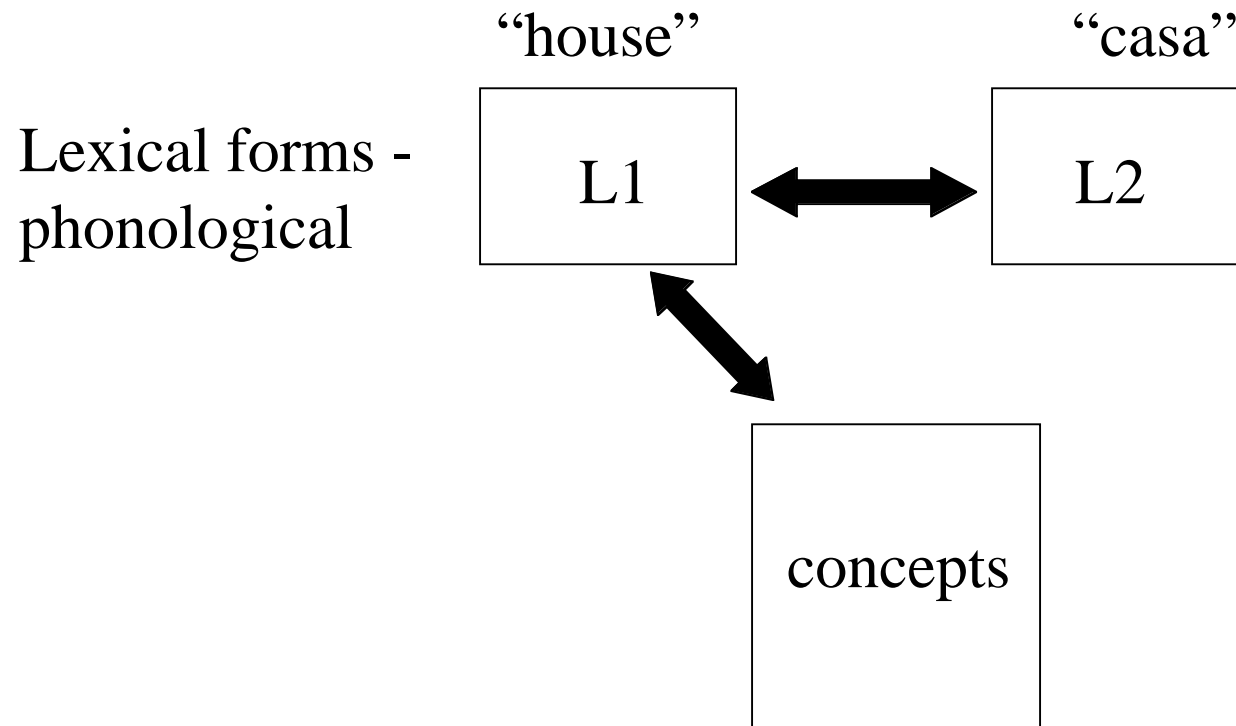 “house”
“casa”
Lexical forms -
phonological
L1
L2
concepts